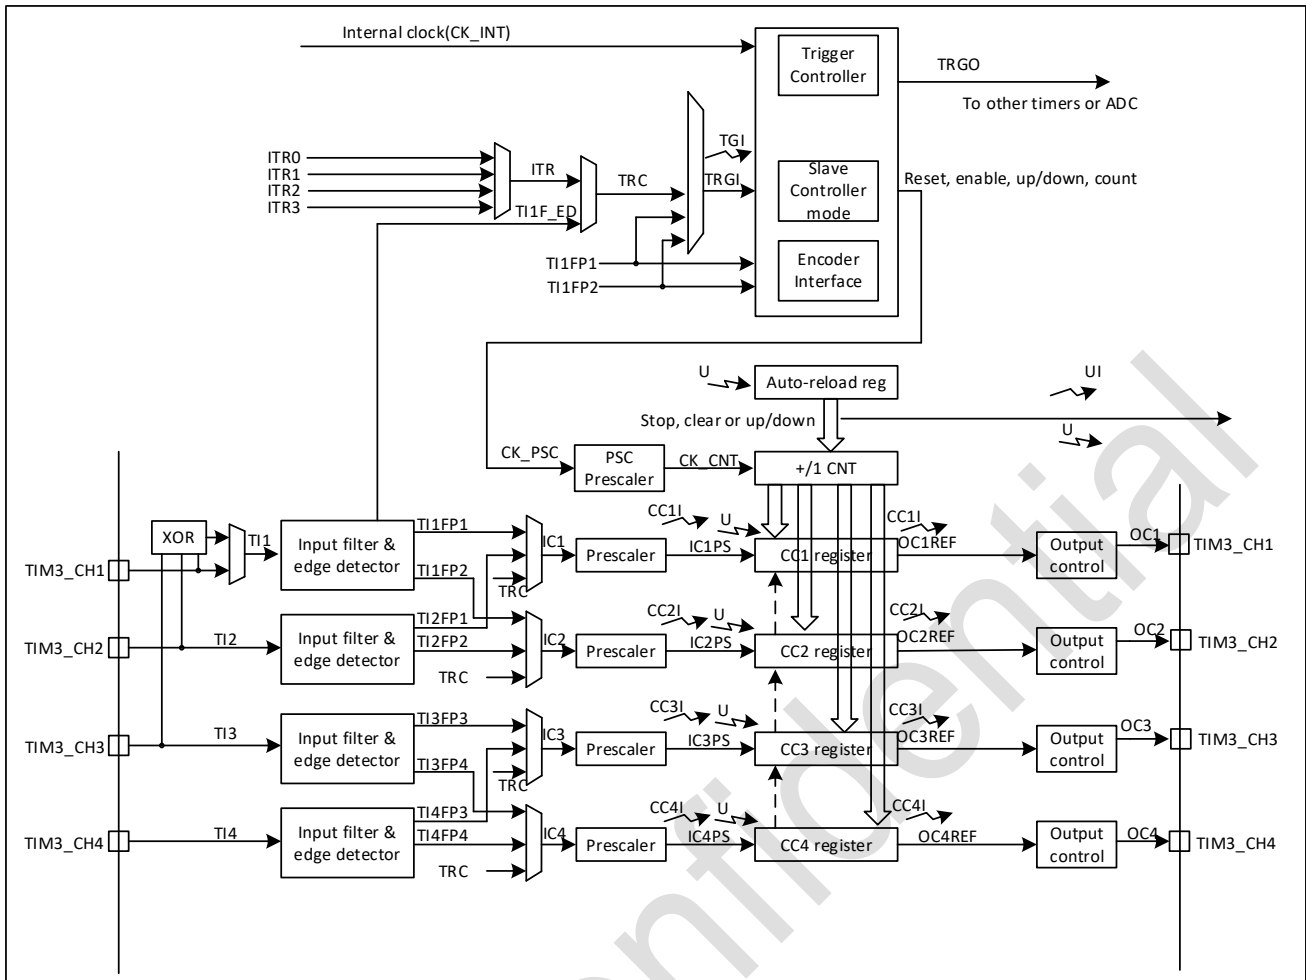 Internal clock(CK_INT)
Trigger
Controller
TRGO
To other timers or ADC
TGI
ITR0
ITR1
ITR2
ITR3
ITR
TRC
TRGI
TI1F_ED
Slave
Controller
mode
Reset, enable, up/down, count
TI1FP1
TI1FP2
Encoder
Interface
U
Auto-reload reg
UI
Stop, clear or up/down
U
CK_PSC
PSC
Prescaler
CK_CNT
+/1 CNT
XOR
TI1
TIM3_CH1
Input filter &
edge detector
TI1FP1
TI1FP2
TRC
IC1
Prescaler
CC1I
U
IC1PS
CC1 register
CC1I
OC1REF
Output
control
OC1
TIM3_CH1
TIM3_CH2
TI2
Input filter &
edge detector
TI2FP1
TI2FP2
TRC
IC2
Prescaler
CC2I
U
IC2PS
CC2 register
CC2I
OC2REF
Output
control
OC2
TIM3_CH2
TIM3_CH3
TI3
Input filter &
edge detector
TI3FP3
TI3FP4
TRC
IC3
Prescaler
CC3I
U
IC3PS
CC3 register
CC3I
OC3REF
Output
control
OC3
TIM3_CH3
TIM3_CH4
TI4
Input filter &
edge detector
TI4FP3
TI4FP4
TRC
IC4
Prescaler
CC4I
U
IC4PS
CC4 register
CC4I
OC4REF
Output
control
OC4
TIM3_CH4
nfidential